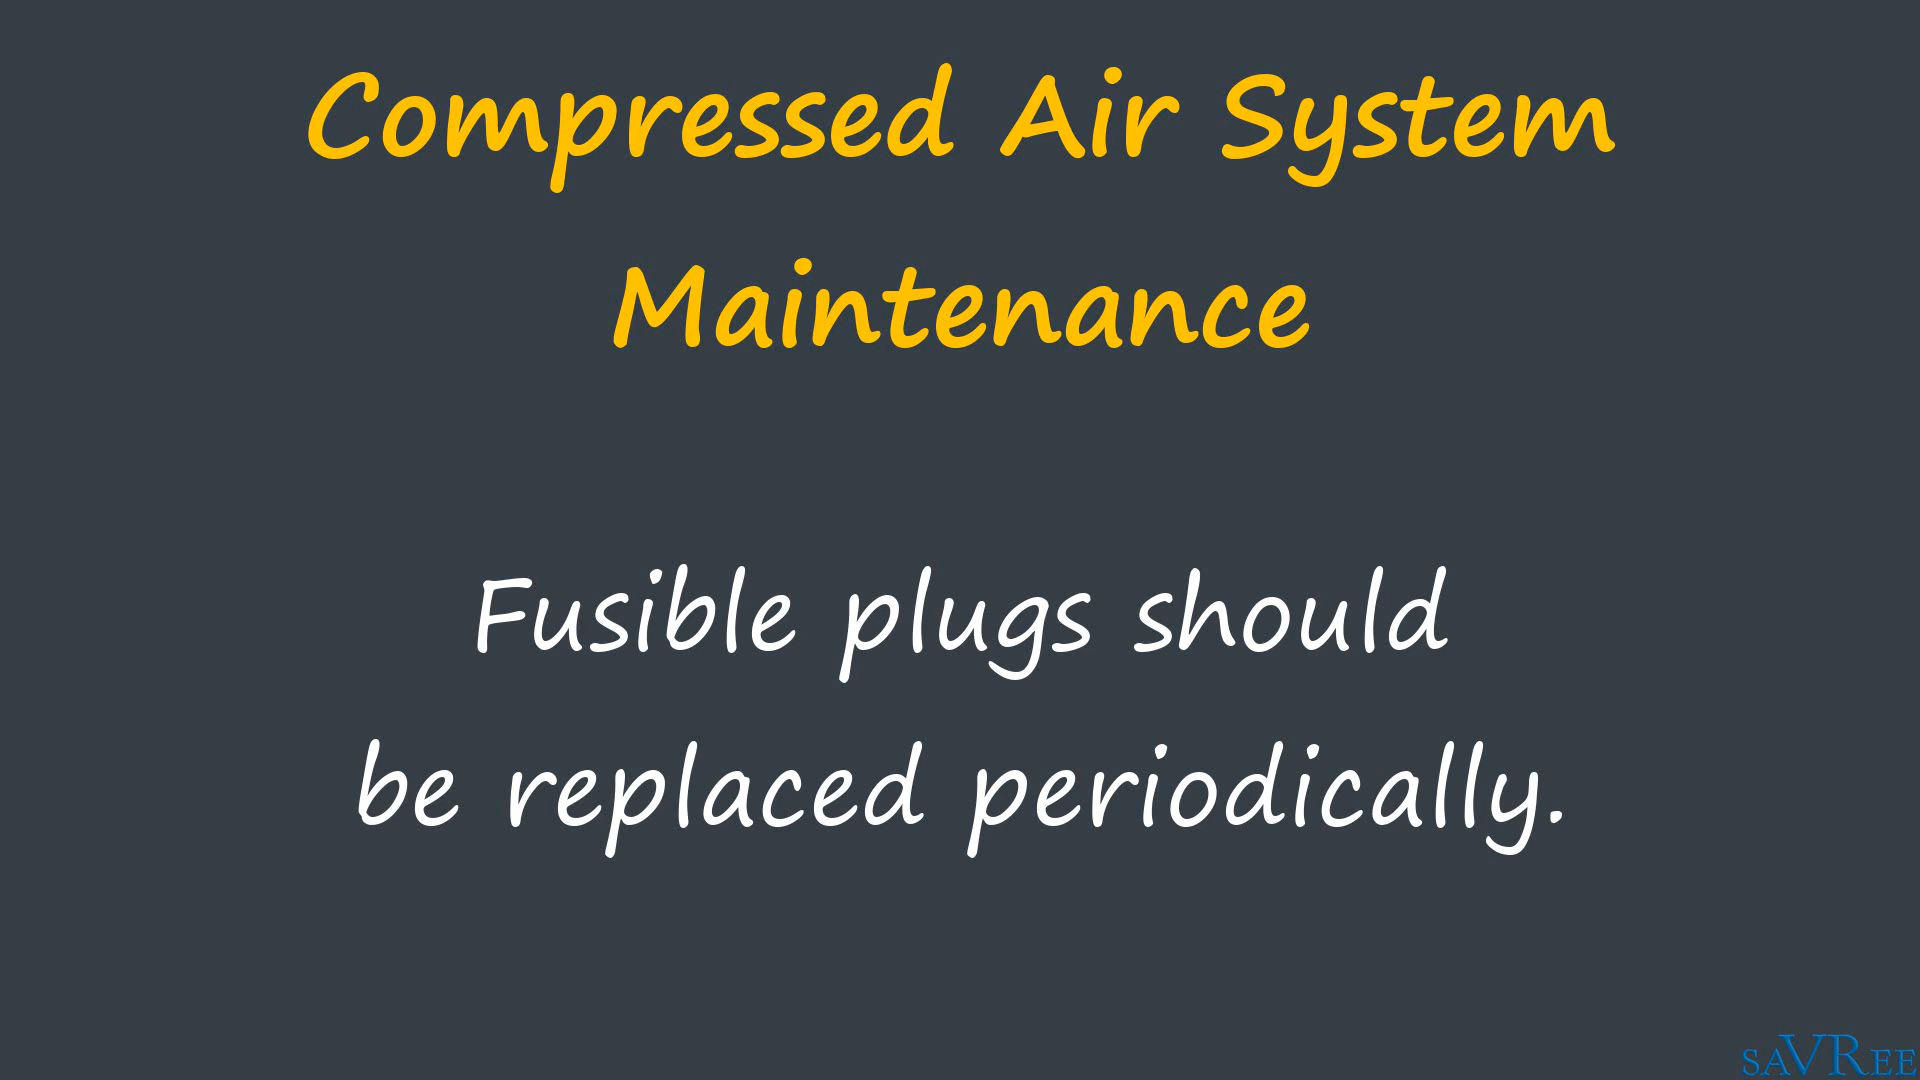 Compressed Air System
Maintenance
Fusible plugs should
be replaced periodically.
saVRee